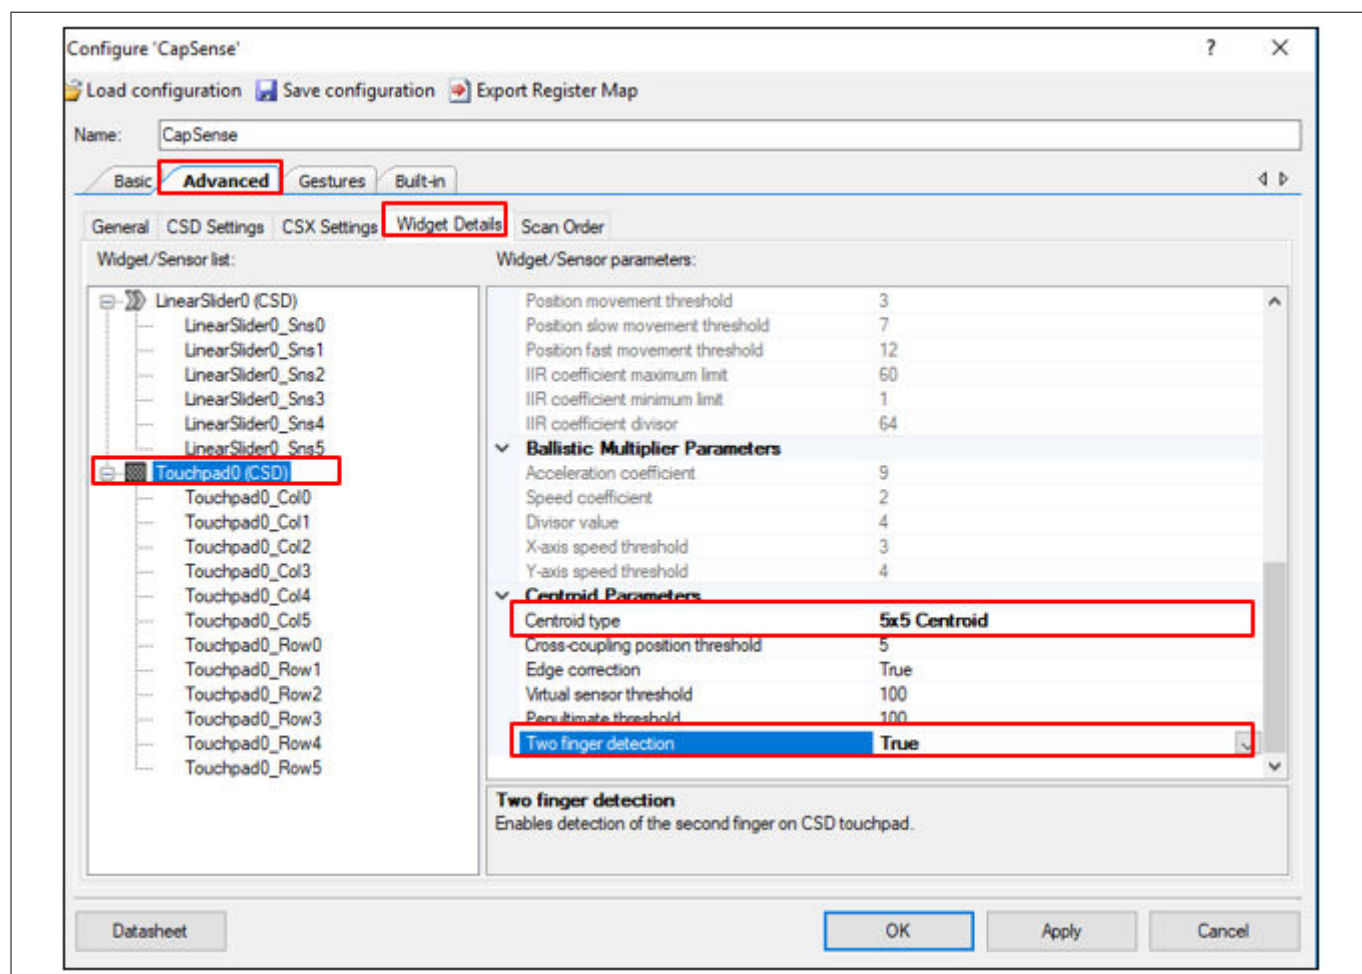 Configure 'CapSense' ?
Load configuration Save configuration Export Register Map
Name: CapSense
Basic Advanced Gestures Built-in
General CSD Settings CSX Settings Widget Details Scan Order
Widget/Sensor list: Widget/Sensor parameters:
LinearSlider0 (CSD) Position movement threshold 3
LinearSlider0_Sns0 Position slow movement threshold 7
LinearSlider0_Sns1 Position fast movement threshold 12
LinearSlider0_Sns2 IIR coefficient maximum limit 60
LinearSlider0_Sns3 IIR coefficient minimum limit 1
LinearSlider0_Sns4 IIR coefficient divisor 64
LinearSlider0_Sns5 Ballistic Multiplier Parameters
Touchpad0 (CSD) Acceleration coefficient 9
Touchpad0_Col0 Speed coefficient 2
Touchpad0_Col1 Divisor value 4
Touchpad0_Col2 X-axis speed threshold 3
Touchpad0_Col3 Y-axis speed threshold 4
Touchpad0_Col4 Centroid Parameters
Touchpad0_Col5 Centroid type 5x5 Centroid
Touchpad0_Row0 Cross-coupling position threshold 5
Touchpad0_Row1 Edge correction True
Touchpad0_Row2 Virtual sensor threshold 100
Touchpad0_Row3 Penultimate threshold 100
Touchpad0_Row4 Two finger detection True
Touchpad0_Row5
Two finger detection
Enables detection of the second finger on CSD touchpad.
Datasheet OK Apply Cancel